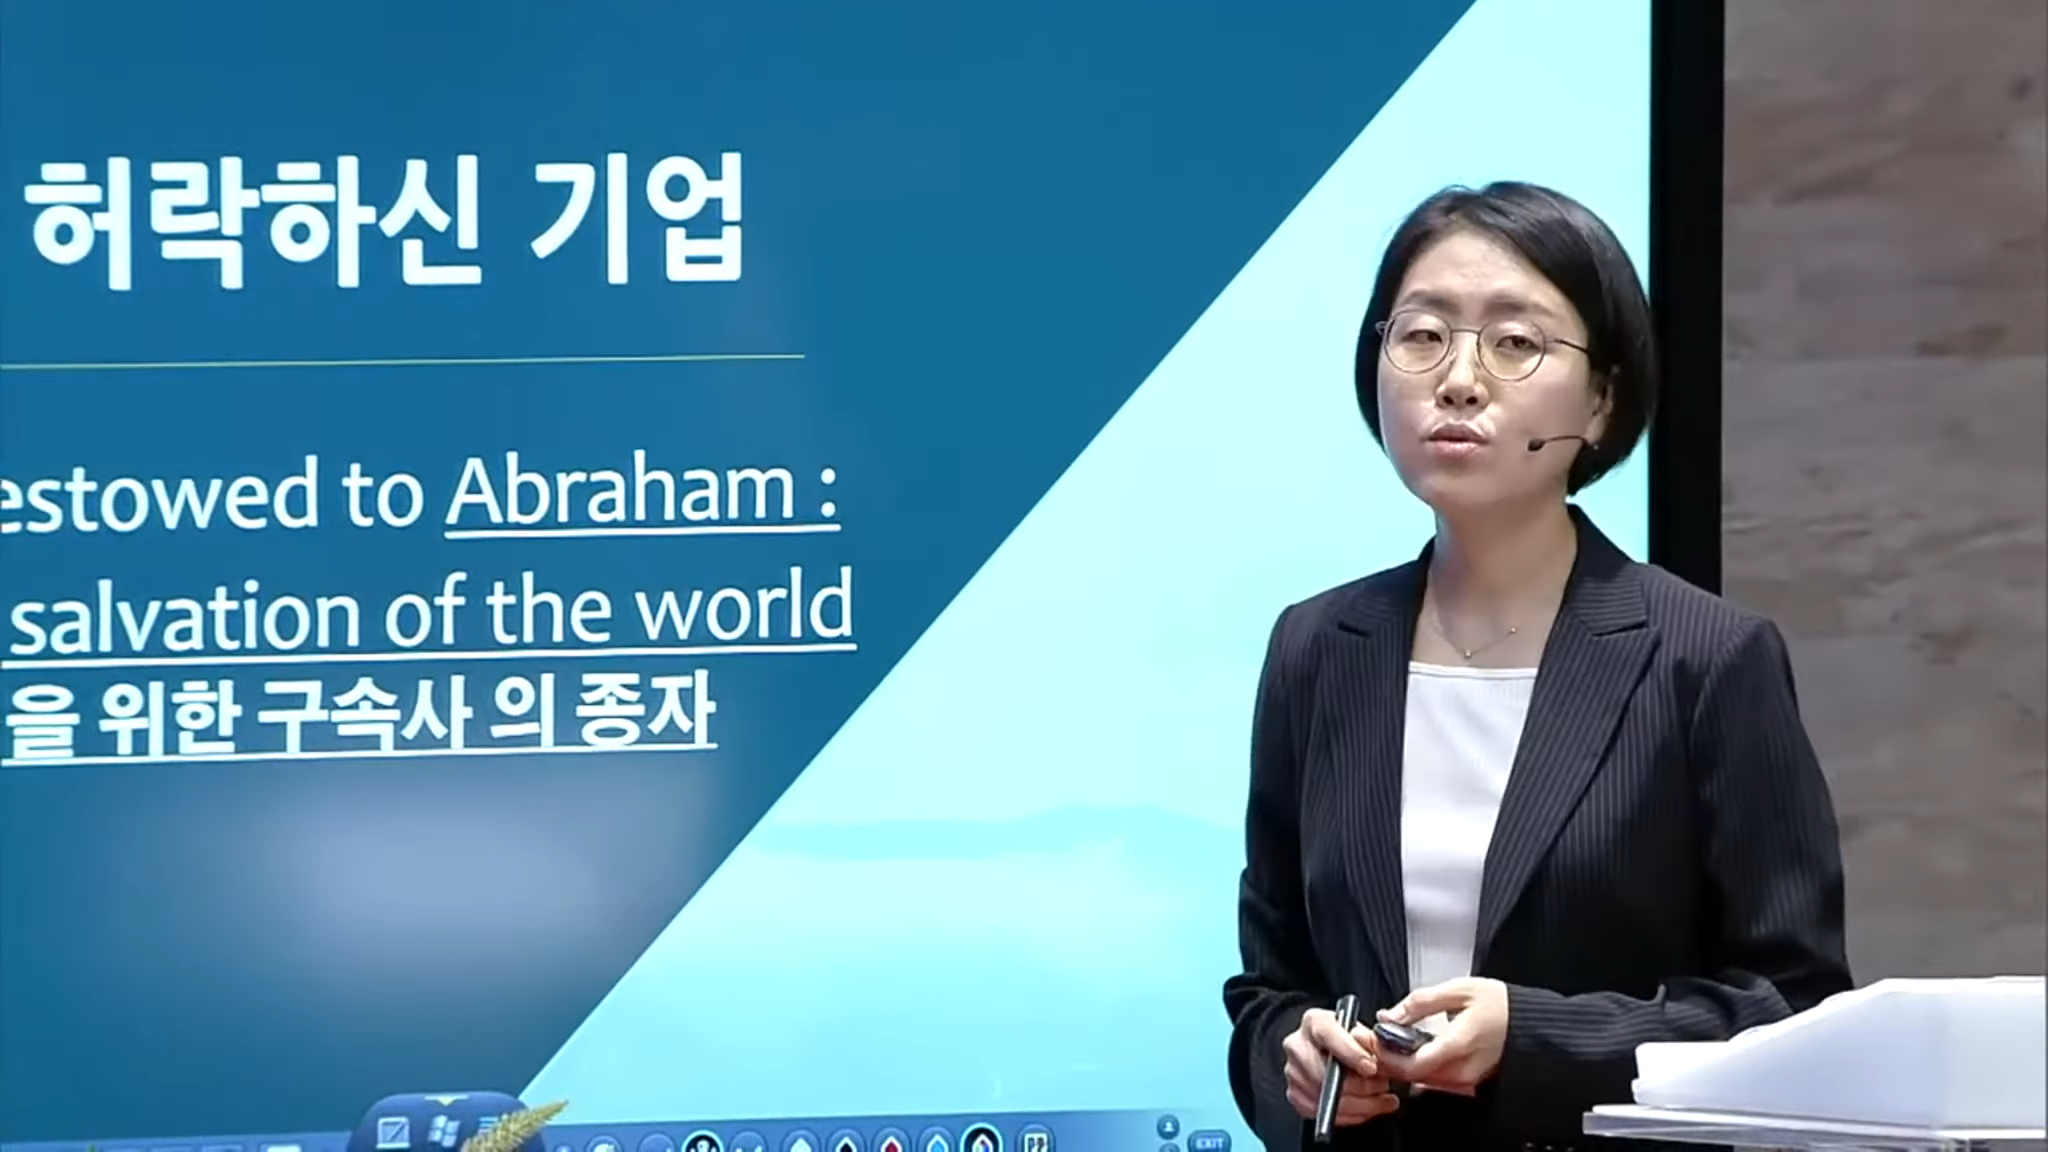 허락하신 기업
estowed to Abraham :
salvation of the world
을 위한 구속사 의 종자
EXIT